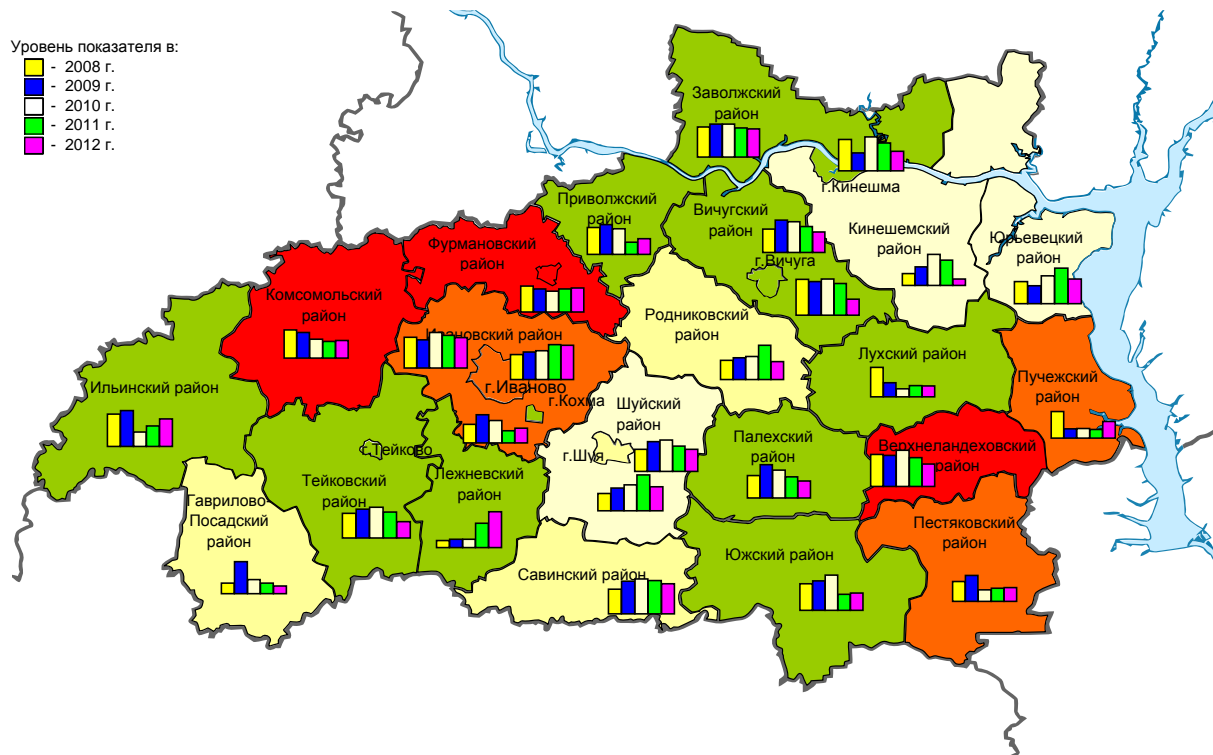 Уровень показателя в:
- 2008 г.
- 2009 г.
- 2010 г.
- 2011 г.
- 2012 г.
Заволжский
район
г.Кинешма
Приволжский
район
Вичугский
район
г.Вичуга
Кинешемский
район
Юрьевецкий
район
Фурмановский
район
Комсомольский
район
Ивановский район
г.Иваново
г.Кохма
Родниковский
район
Лухский район
Пучежский
район
Ильинский район
Шуйский
район
г.Шуя
Палехский
район
Верхнеландеховский
район
г.Тейково
Тейковский
район
Лежневский
район
Гаврилово-
Посадский
район
Савинский район
Южский район
Пестяковский
район